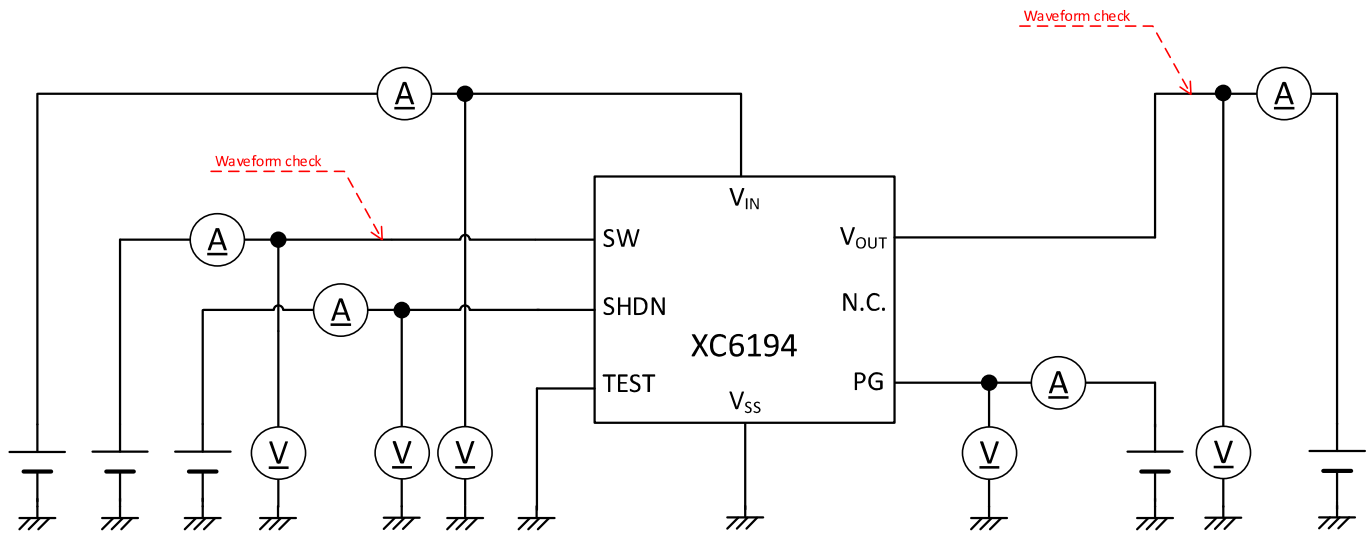 Waveform check
A
A
Waveform check
VIN
A
SW
VOUT
A
SHDN
N.C.
XC6194
TEST
PG
A
VSS
V
V
V
V
V